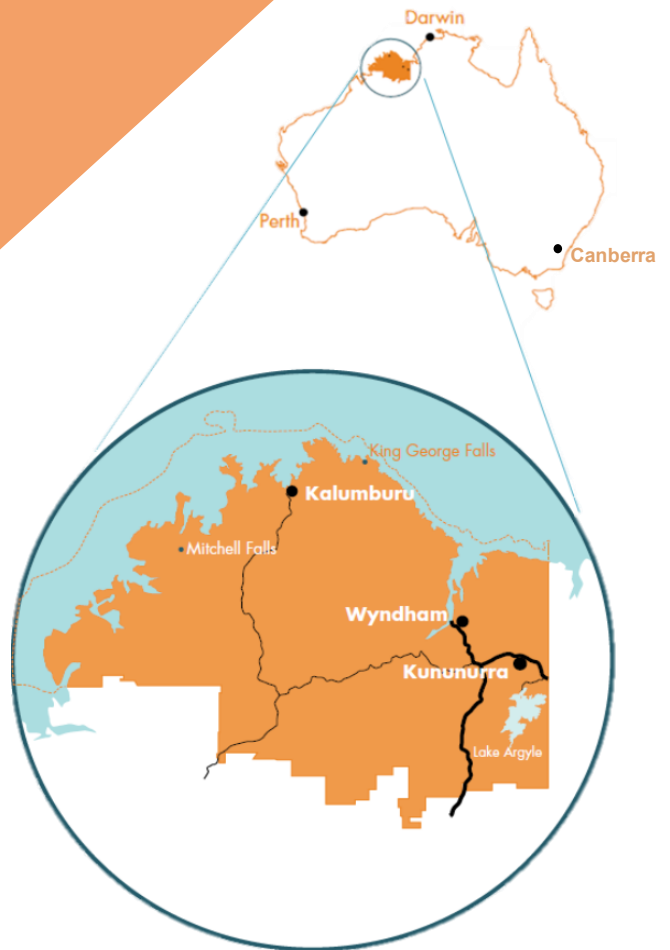 Darwin
Perth
Canberra
King George Falls
Kalumburu
Mitchell Falls
Wyndham
Kununurra
Lake Argyle